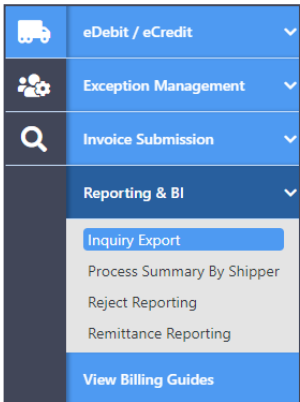 eDebit / eCredit
Exception Management
Invoice Submission
Reporting & BI
Inquiry Export
Process Summary By Shipper
Reject Reporting
Remittance Reporting
View Billing Guides